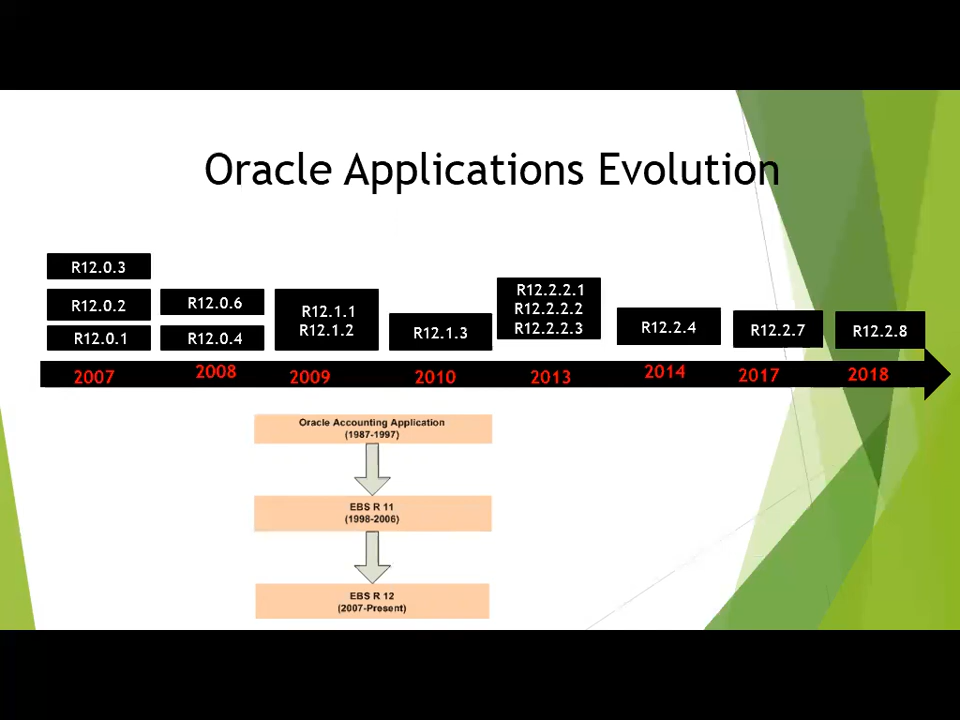 Oracle Applications Evolution
R12.0.3
R12.0.2
R12.0.1
R12.0.6
R12.0.4
R12.1.1
R12.1.2
R12.1.3
R12.2.2.1
R12.2.2.2
R12.2.2.3
R12.2.4
R12.2.7
R12.2.8
2007
2008
2009
2010
2013
2014
2017
2018
Oracle Accounting Application
(1987-1997)
EBS R 11
(1998-2006)
EBS R 12
(2007-Present)